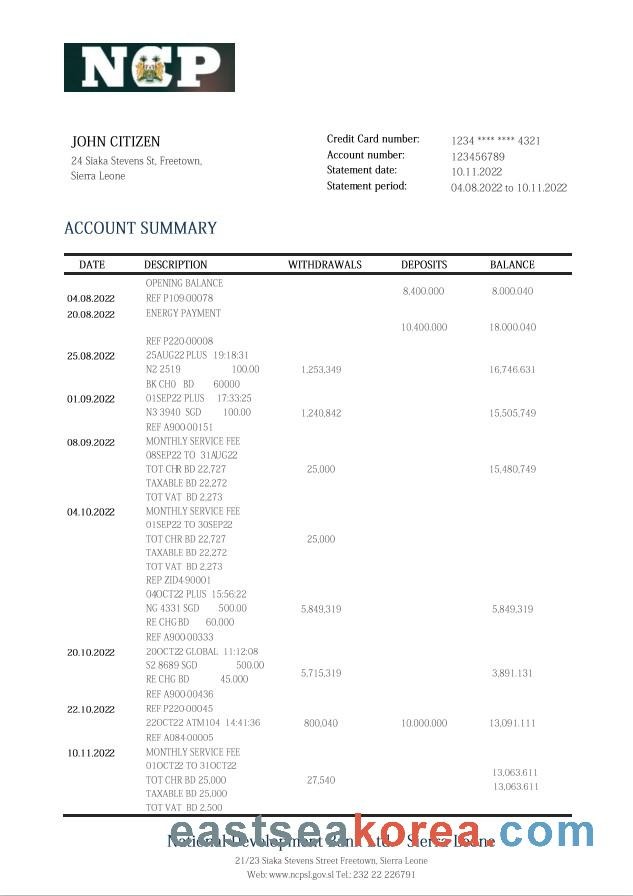 NCP
JOHN CITIZEN
24 Siaka Stevens St, Freetown,
Sierra Leone
Credit Card number: 1234 **** **** 4321
Account number: 123456789
Statement date: 10.11.2022
Statement period: 04.08.2022 to 10.11.2022
ACCOUNT SUMMARY
DATE DESCRIPTION WITHDRAWALS DEPOSITS BALANCE
OPENING BALANCE
8,400.000 8.000.040
04.08.2022 REF P109-00078
20.08.2022 ENERGY PAYMENT
10.400.000 18.000.040
REF P220-00008
25.08.2022 25AUG22 PLUS 19:18:31
N2 2519 100.00 1,253,349 16,746.631
BK CHO BD 60000
01.09.2022 01SEP22 PLUS 17:33:25
N3 3940 SGD 100.00 1,240,842 15,505,749
REF A900-00151
08.09.2022 MONTHLY SERVICE FEE
08SEP22 TO 31AUG22
TOT CHR BD 22,727 25,000 15,480,749
TAXABLE BD 22,272
TOT VAT BD 2,273
04.10.2022 MONTHLY SERVICE FEE
01SEP22 TO 30SEP22
TOT CHR BD 22,727 25,000
TAXABLE BD 22,272
TOT VAT BD 2,273
REP ZID4-90001
04OCT22 PLUS 15:56:22
NG 4331 SGD 500.00 5,849,319 5,849,319
RE CHG BD 60.000
REF A900-00333
20.10.2022 20OCT22 GLOBAL 11:12:08
S2 8689 SGD 500.00
5,715,319 3,891.131
RE CHG BD 45.000
REF A900-00436
22.10.2022 REF P220-00045
22OCT22 ATM104 14:41:36 800,040 10.000.000 13,091.111
REF A084-00005
10.11.2022 MONTHLY SERVICE FEE
01OCT22 TO 31OCT22
13,063.611
TOT CHR BD 25,000 27,540
13,063.611
TAXABLE BD 25,000
TOT VAT BD 2,500
eastseakorea.com
National Development Bank Ltd. Sierra Leone
21/23 Siaka Stevens Street Freetown, Sierra Leone
Web: www.ncpsl.gov.sl Tel.: 232 22 226791